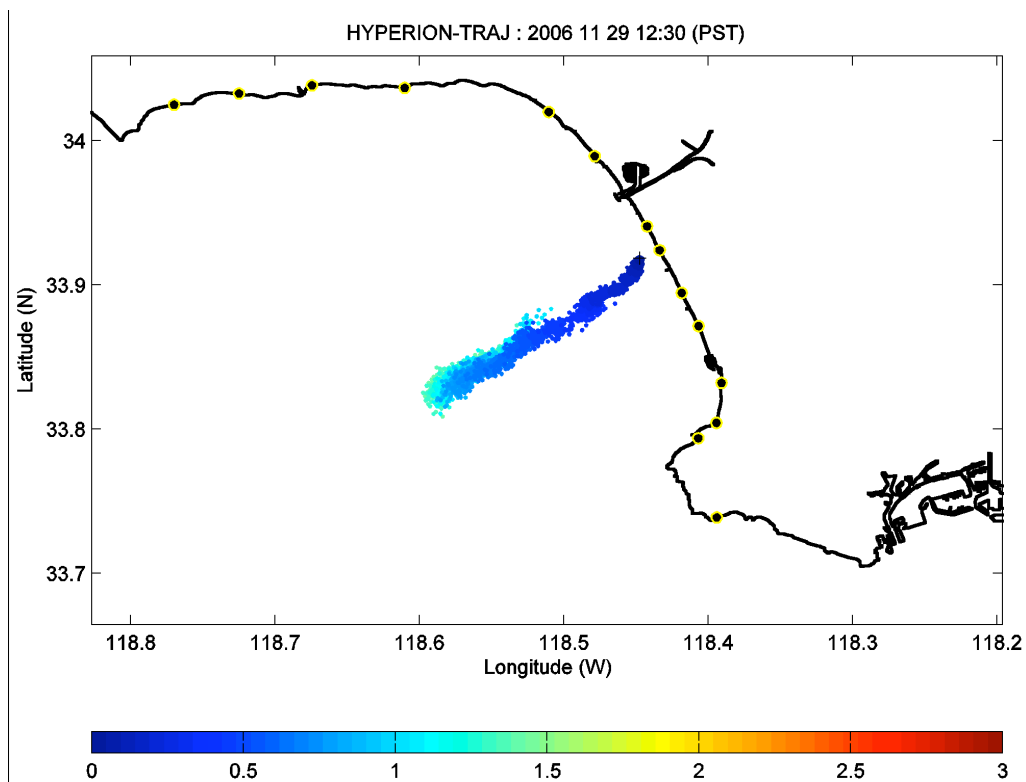 HYPERION-TRAJ : 2006 11 29 12:30 (PST)
34
33.9
33.8
33.7
Latitude (N)
118.8 118.7 118.6 118.5 118.4 118.3 118.2
Longitude (W)
0 0.5 1 1.5 2 2.5 3